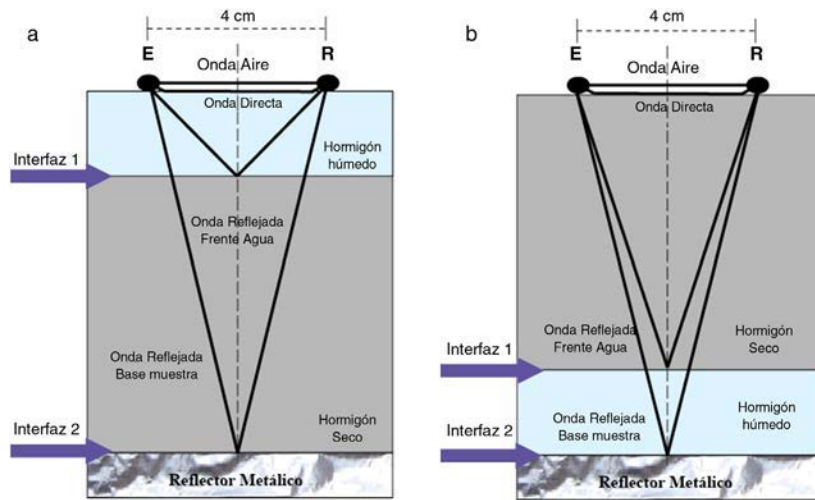 a
4 cm
E
R
Onda Aire
Onda Directa
Hormigón
húmedo
Interfaz 1
Onda Reflejada
Frente Agua
Onda Reflejada
Base muestra
Hormigón
Seco
Interfaz 2
Reflector Metálico
b
4 cm
E
R
Onda Aire
Onda Directa
Onda Reflejada
Frente Agua
Hormigón
Seco
Interfaz 1
Onda Reflejada
Base muestra
Hormigón
húmedo
Interfaz 2
Reflector Metálico